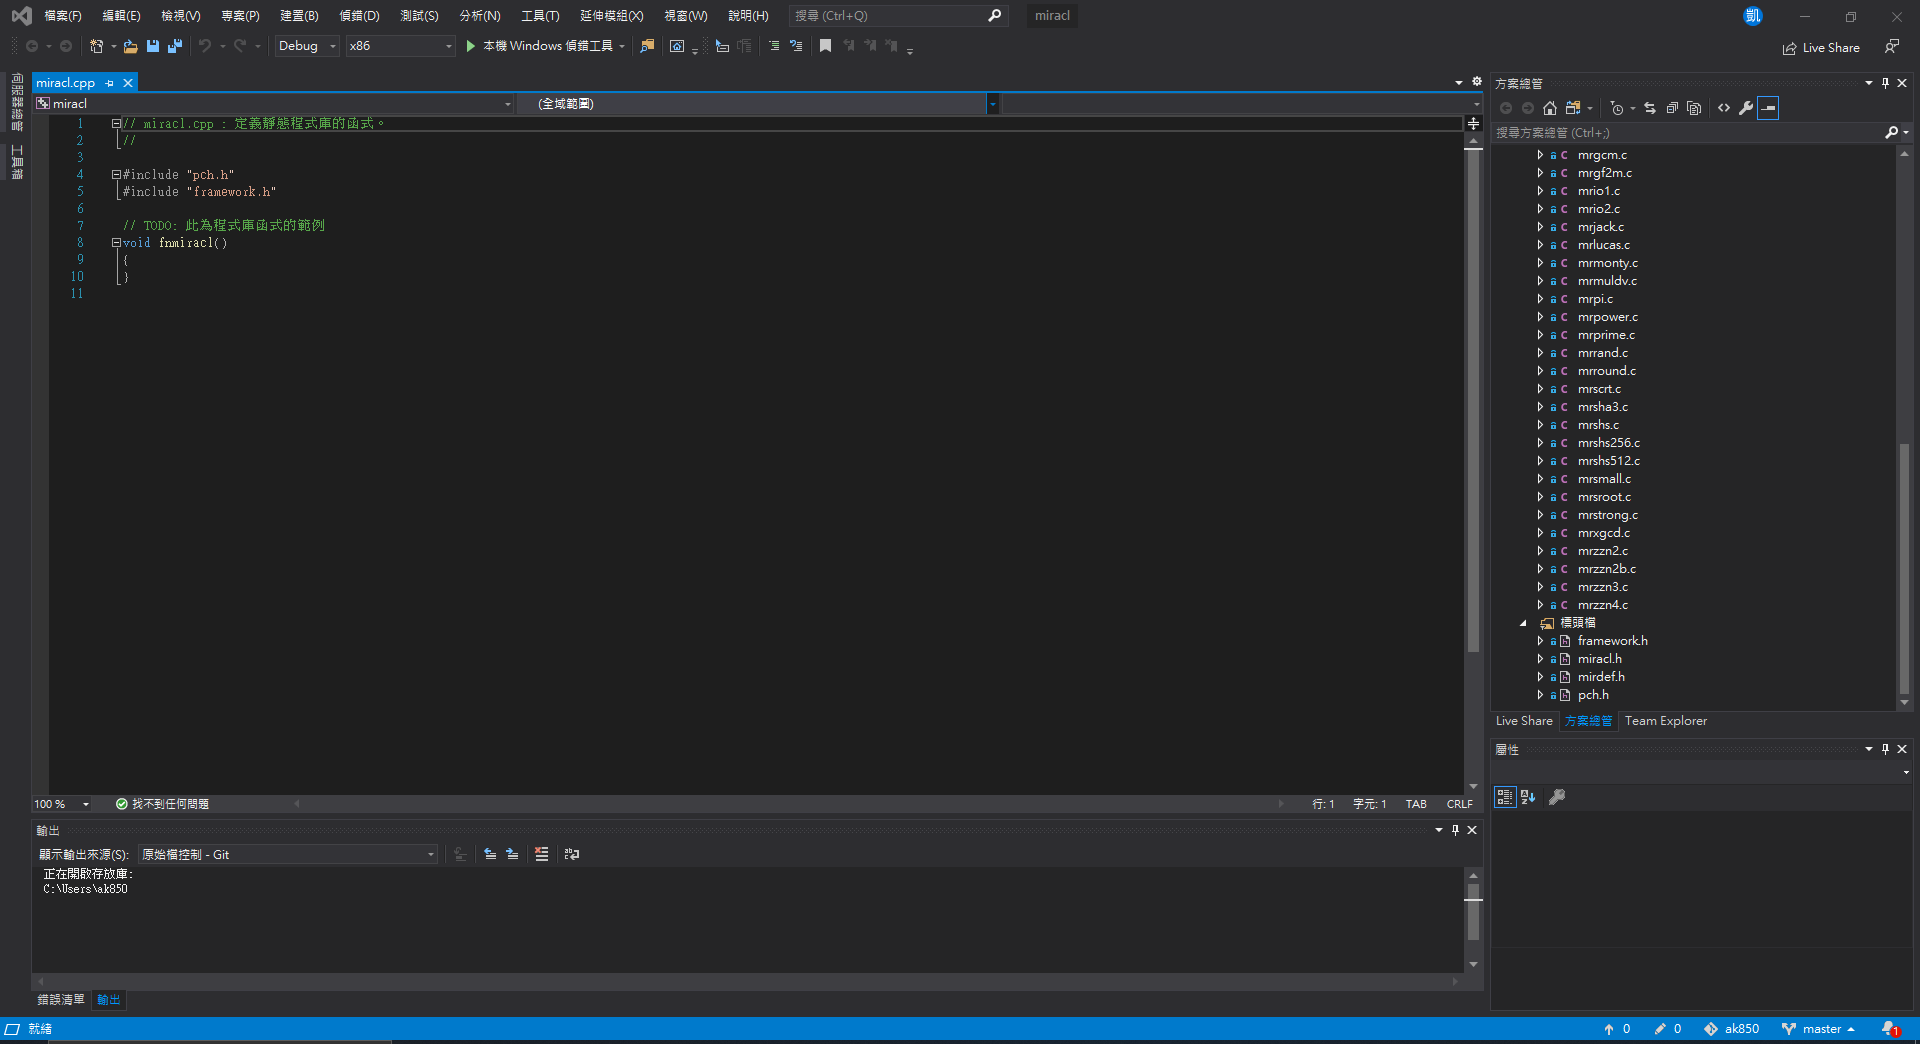 檔案(F) 編輯(E) 檢視(V) 專案(P) 建置(B) 偵錯(D) 測試(S) 分析(N) 工具(T) 延伸模組(X) 視窗(W) 說明(H) 搜尋 (Ctrl+Q) miracl 凱
Debug x86 本機 Windows 偵錯工具 Live Share
伺服器總管
工具箱
miracl.cpp
miracl (全域範圍)
1 // miracl.cpp : 定義靜態程式庫的函式。
2 //
3
4 #include "pch.h"
5 #include "framework.h"
6
7 // TODO: 此為程式庫函式的範例
8 void fnmiracl()
9 {
10 }
11
100 % 找不到任何問題 行: 1 字元: 1 TAB CRLF
輸出
顯示輸出來源(S): 原始檔控制 - Git
正在開啟存放庫:
C:\Users\ak850
錯誤清單 輸出
方案總管
搜尋方案總管 (Ctrl+;)
mrgcm.c
mrgf2m.c
mrio1.c
mrio2.c
mrjack.c
mrlucas.c
mrmonty.c
mrmuldv.c
mrpi.c
mrpower.c
mrprime.c
mrrand.c
mrround.c
mrscrt.c
mrsha3.c
mrshs.c
mrshs256.c
mrshs512.c
mrsmall.c
mrsroot.c
mrstrong.c
mrxgcd.c
mrzzn2.c
mrzzn2b.c
mrzzn3.c
mrzzn4.c
標頭檔
framework.h
miracl.h
mirdef.h
pch.h
Live Share 方案總管 Team Explorer
屬性
就緒 0 0 ak850 master 1